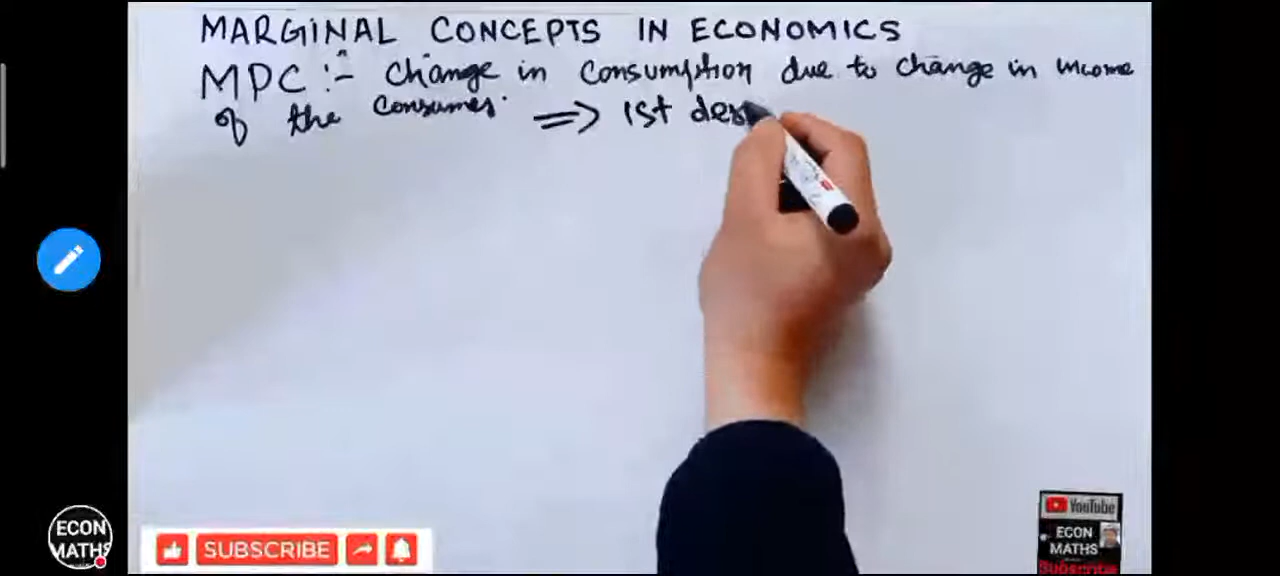 MARGINAL CONCEPTS IN ECONOMICS
MPC :- Change in Consumption due to change in income
of the Consumer. => 1st der
ECON
MATHS
SUBSCRIBE
YouTube
ECON
MATHS
Subscribe